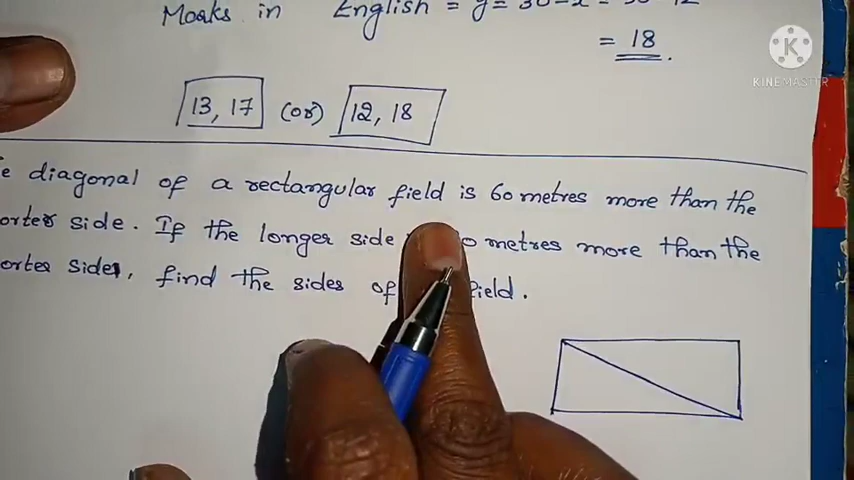 Marks in English = y = 30-x = 30-12
= 18.
KINEMASTER
13, 17 (or) 12, 18
diagonal of a rectangular field is 60 metres more than the
side. If the longer side metres more than the
side, find the sides of field.